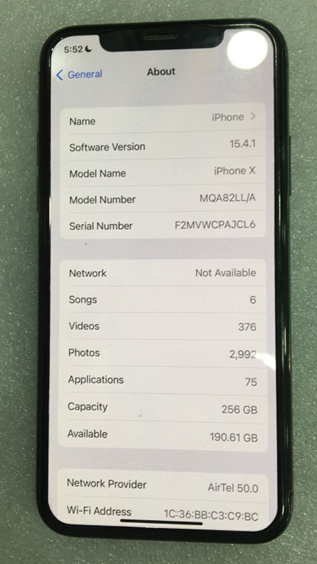 5:52
General
About
Name iPhone
Software Version 15.4.1
Model Name iPhone X
Model Number MQA82LL/A
Serial Number F2MVWCPAJCL6
Network Not Available
Songs 6
Videos 376
Photos 2,992
Applications 75
Capacity 256 GB
Available 190.61 GB
Network Provider AirTel 50.0
Wi-Fi Address 1C:36:BB:C3:C9:BC